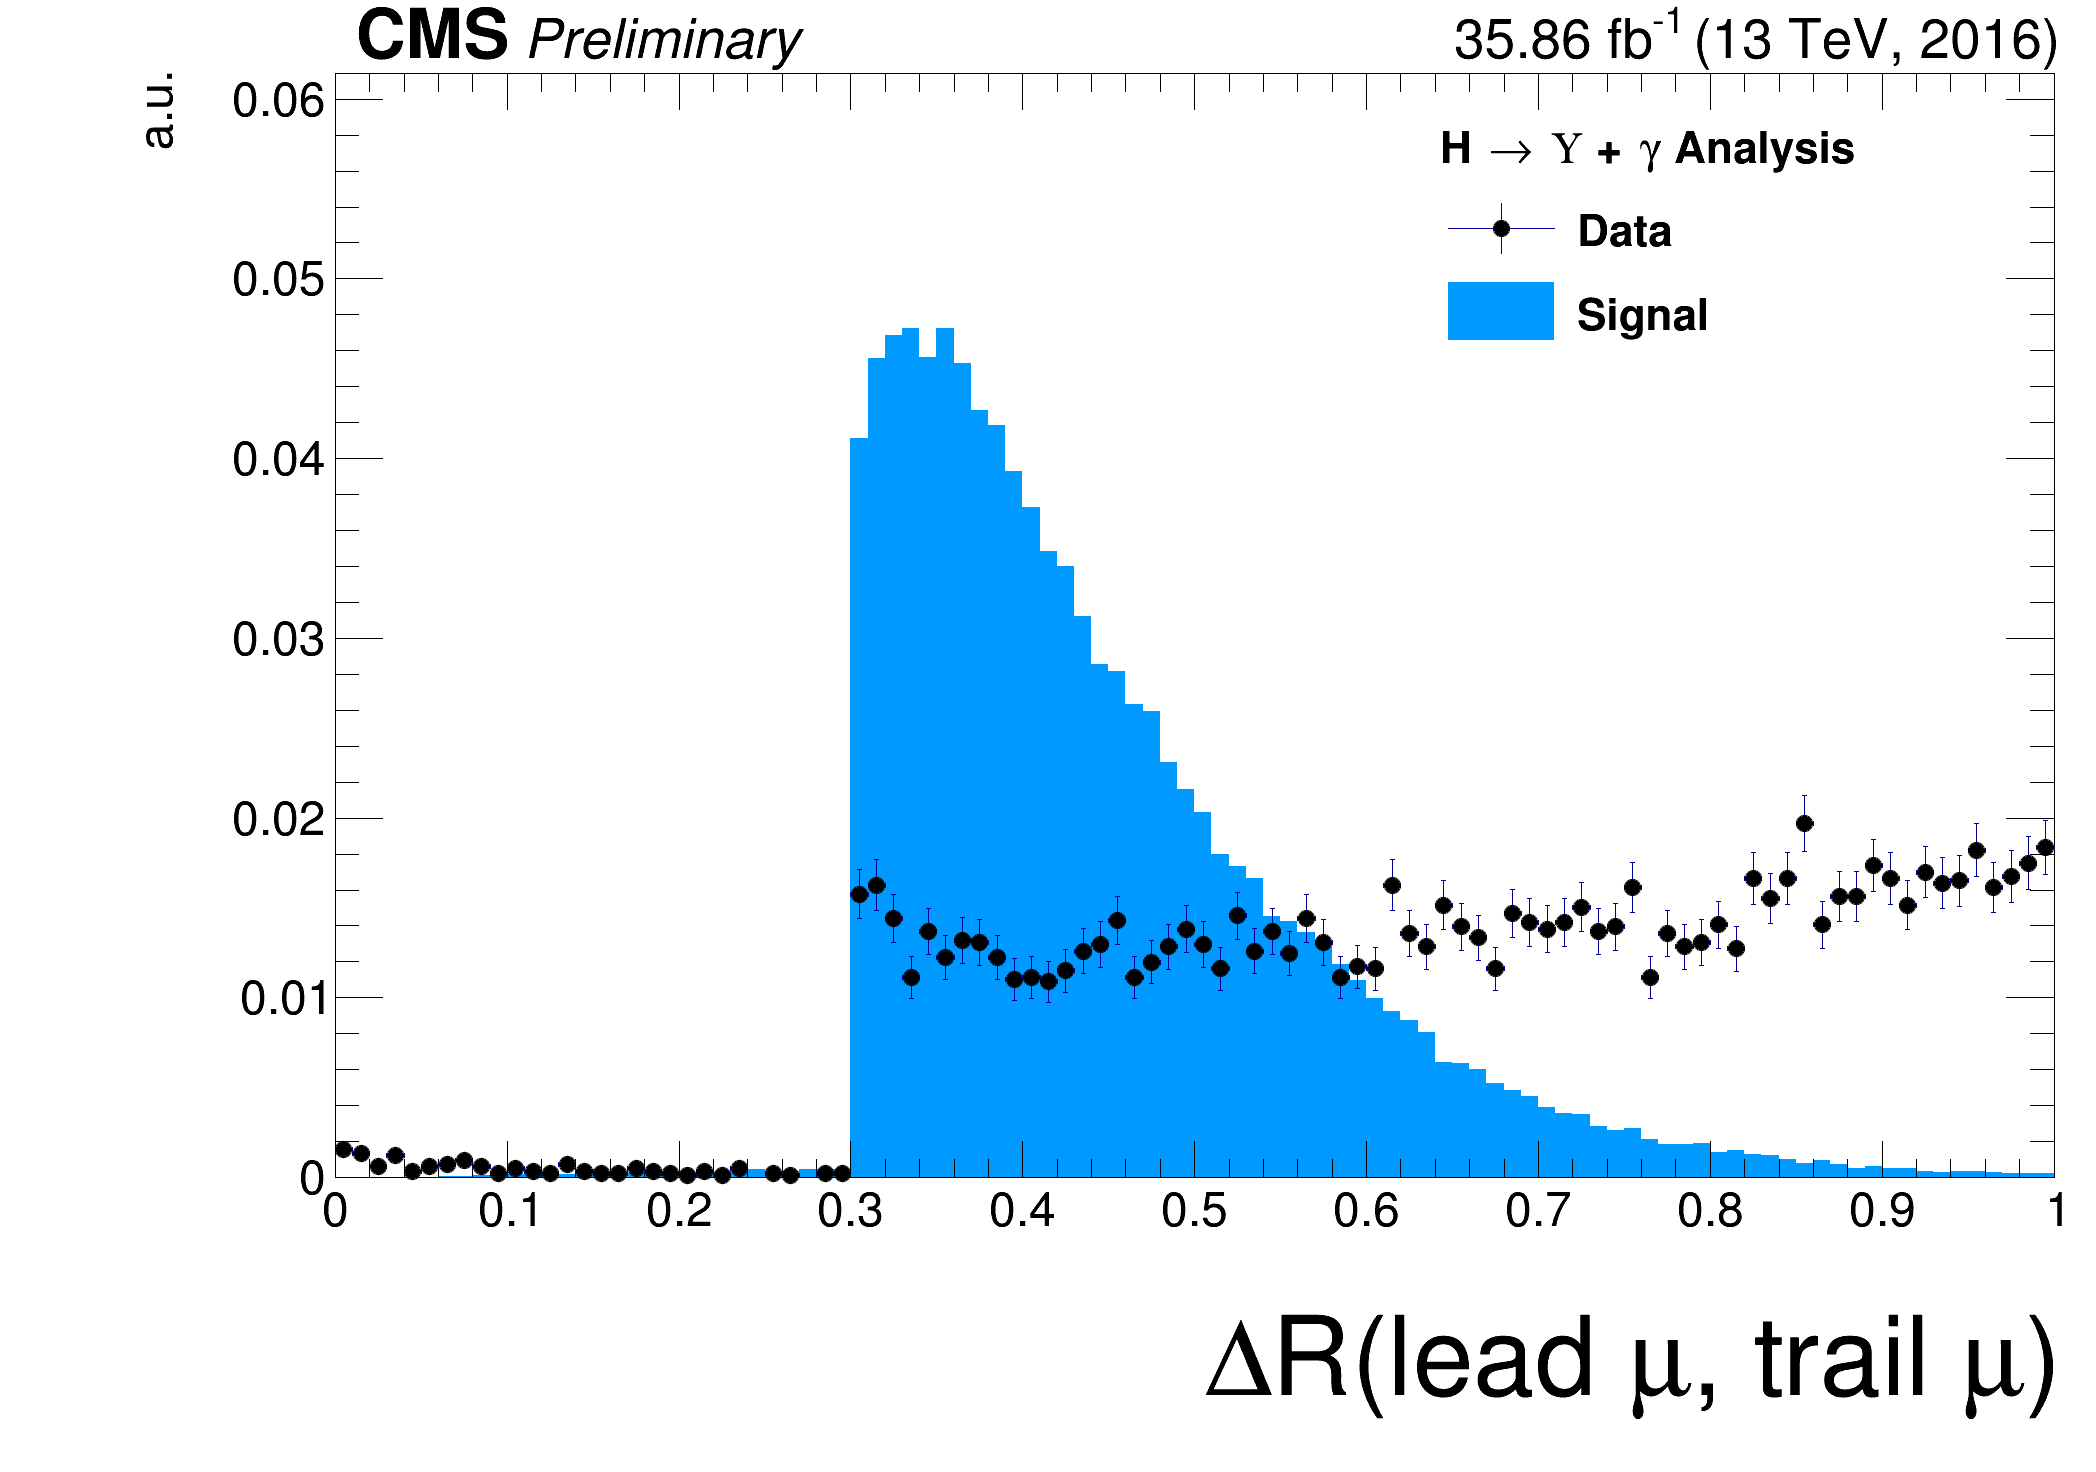 CMS Preliminary
35.86 fb⁻¹ (13 TeV, 2016)
a.u.
H → ϒ + γ Analysis
Data
Signal
0.06
0.05
0.04
0.03
0.02
0.01
0
0 0.1 0.2 0.3 0.4 0.5 0.6 0.7 0.8 0.9 1
ΔR(lead μ, trail μ)